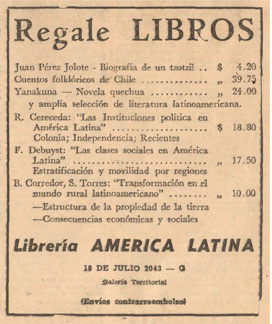 Regale LIBROS
Juan Pérez Jolote - Biografía de un tzotzil .. $ 4.20
Cuentos folklóricos de Chile .................. „ 39.75
Yanakuna — Novela quechua ............ „ 24.00
y amplia selección de literatura latinoamericana.
R. Cereceda: "Las Instituciones política en
América Latina" .......................... $ 18.80
Colonia; Independencia; Recientes
F. Debuyst: "Las clases sociales en América
Latina" .................................... „ 17.50
Estratificación y movilidad por regiones
B. Corredor, S. Torres: "Transformación en el
mundo rural latinoamericano" ........ „ 10.00
—Estructura de la propiedad de la tierra
—Consecuencias económicas y sociales
Librería AMERICA LATINA
18 DE JULIO 2043 — G
Galería Territorial
(Envíos contrarreembolso)